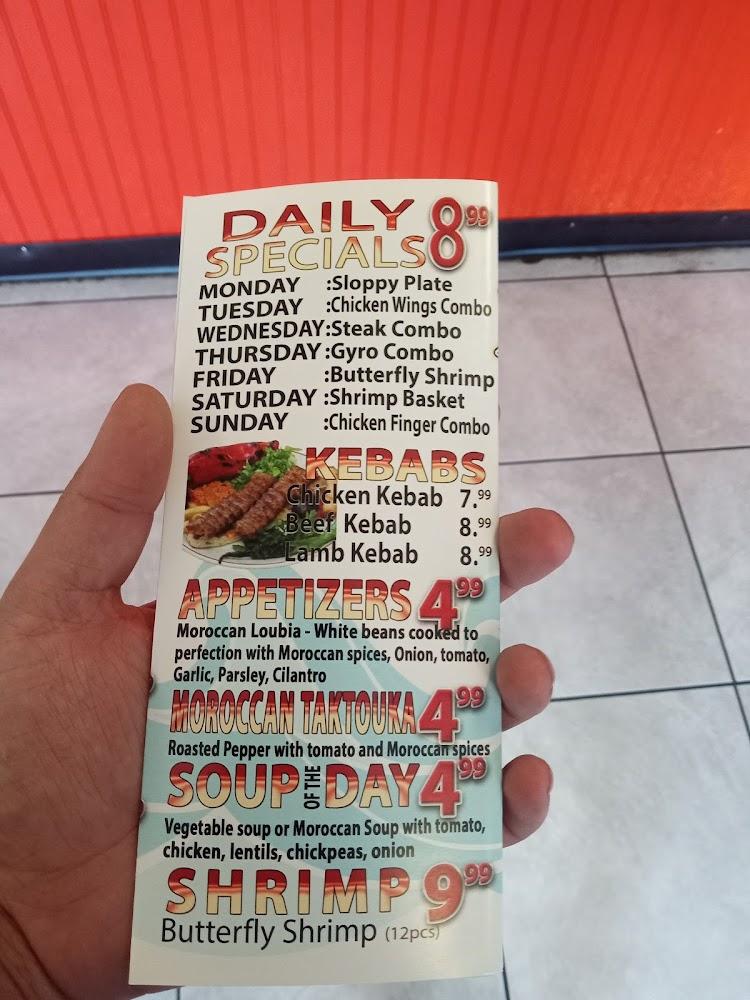 DAILY SPECIALS 8.99
MONDAY :Sloppy Plate
TUESDAY :Chicken Wings Combo
WEDNESDAY:Steak Combo
THURSDAY:Gyro Combo
FRIDAY :Butterfly Shrimp
SATURDAY :Shrimp Basket
SUNDAY :Chicken Finger Combo
KEBABS
Chicken Kebab 7.99
Beef Kebab 8.99
Lamb Kebab 8.99
APPETIZERS 4.99
Moroccan Loubia - White beans cooked to
perfection with Moroccan spices, Onion, tomato,
Garlic, Parsley, Cilantro
MOROCCAN TAKTOUKA 4.99
Roasted Pepper with tomato and Moroccan spices
SOUP OF THE DAY 4.99
Vegetable soup or Moroccan Soup with tomato,
chicken, lentils, chickpeas, onion
SHRIMP 9.99
Butterfly Shrimp (12pcs)